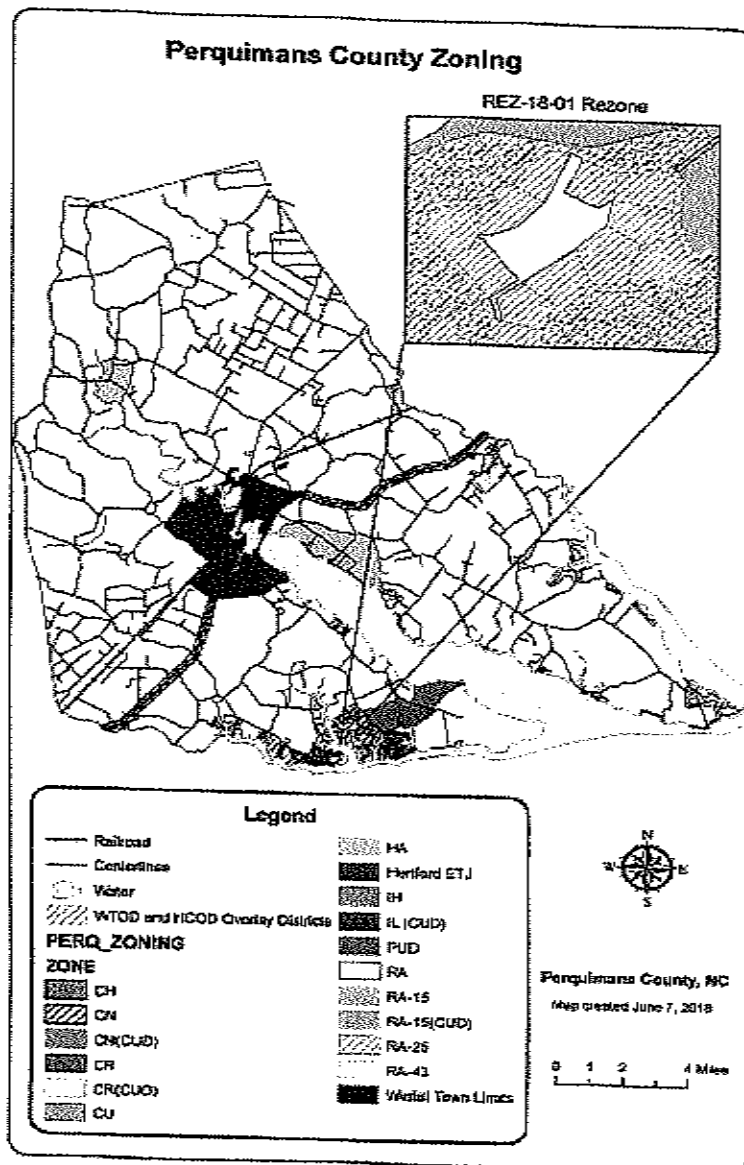 Perquimans County Zoning
REZ-18-01 Rezone
Legend
Railroad
Centerlines
Water
WTOD and HCOD Overlay Districts
PERQ_ZONING
ZONE
CH
CN
CN(CUD)
CR
CR(CUD)
CU
HA
Hertford ETJ
IH
IL (CUD)
PUD
RA
RA-15
RA-15(CUD)
RA-25
RA-43
Town Limits
N
W
E
S
Perquimans County, NC
Map created June 7, 2018
0 1 2 4 Miles